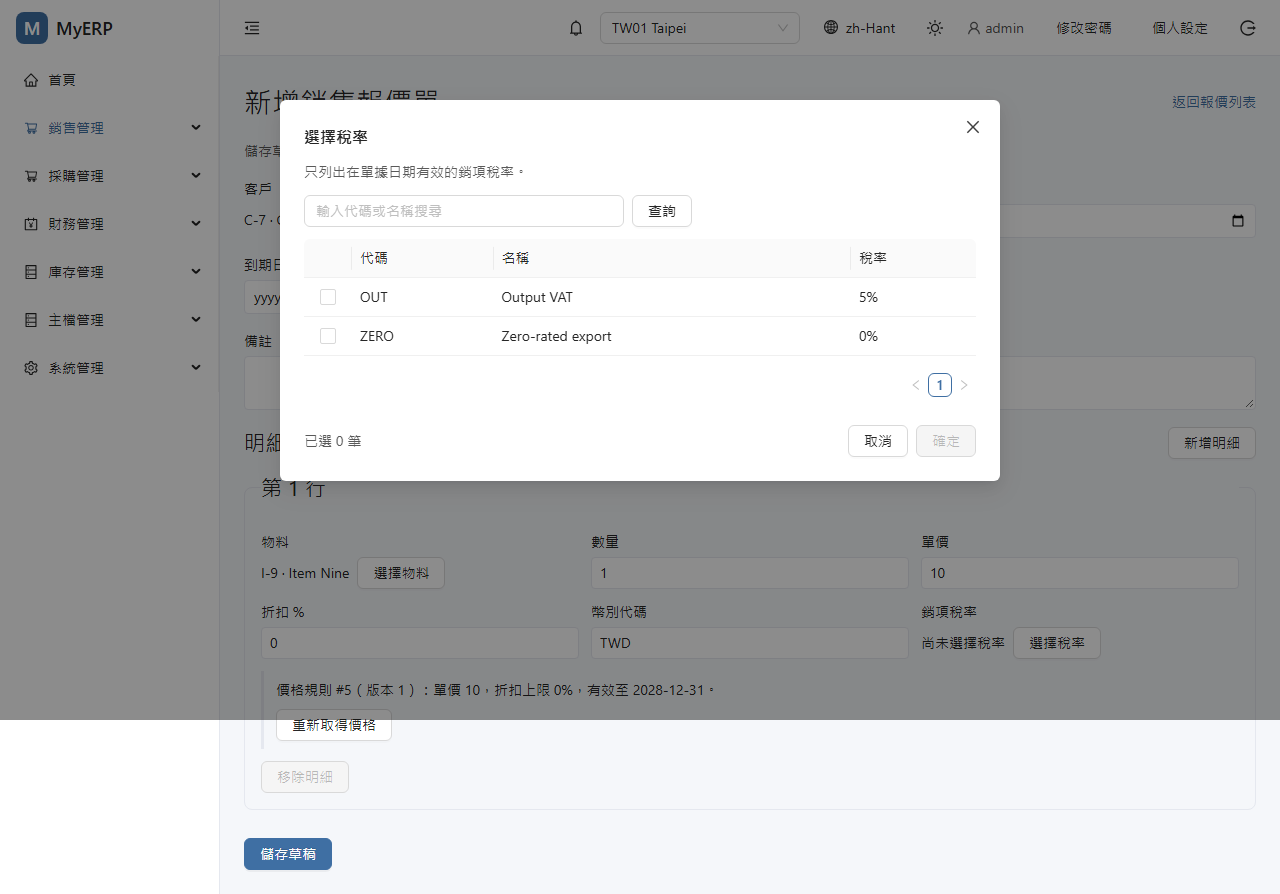 M MyERP
TW01 Taipei
zh-Hant
admin
修改密碼
個人設定
首頁
銷售管理
採購管理
財務管理
庫存管理
主檔管理
系統管理
新增銷售報價單
返回報價列表
儲存草
客戶
C-7 ·
到期日
yyyy
備註
選擇稅率
只列出在單據日期有效的銷項稅率。
輸入代碼或名稱搜尋
查詢
代碼 名稱 稅率
OUT Output VAT 5%
ZERO Zero-rated export 0%
1
已選 0 筆
取消
確定
明細
新增明細
第 1 行
物料 數量 單價
I-9 · Item Nine 選擇物料 1 10
折扣 % 幣別代碼 銷項稅率
0 TWD 尚未選擇稅率 選擇稅率
價格規則 #5（版本 1）：單價 10，折扣上限 0%，有效至 2028-12-31。
重新取得價格
移除明細
儲存草稿